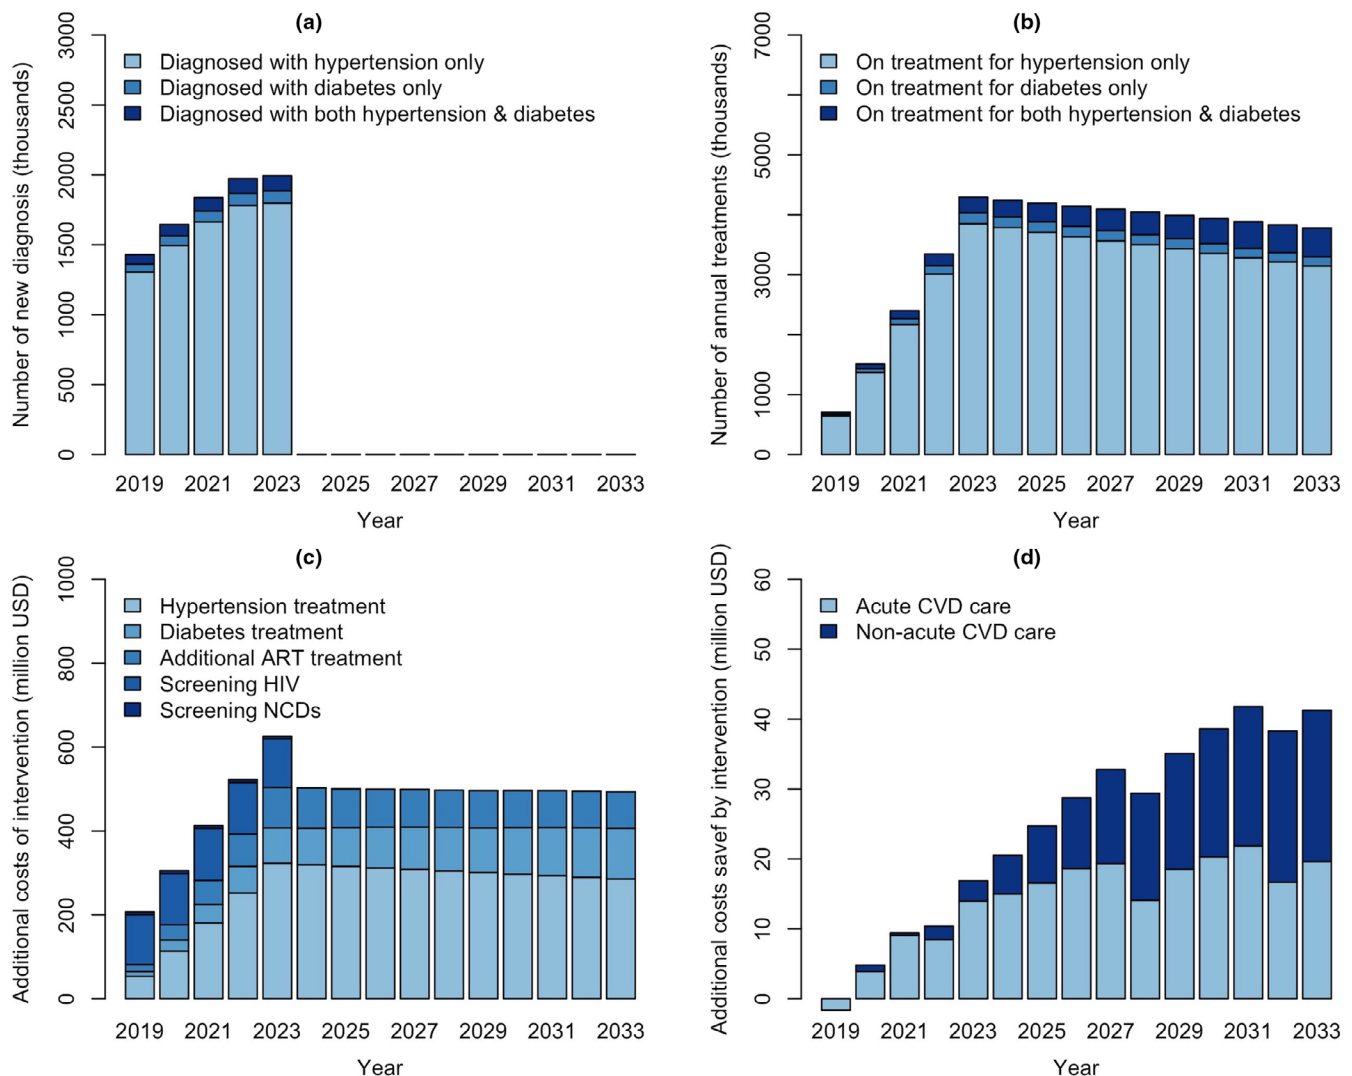 (a)
Number of new diagnosis (thousands)
3000
2500
2000
1500
1000
500
0
Diagnosed with hypertension only
Diagnosed with diabetes only
Diagnosed with both hypertension & diabetes
2019 2021 2023 2025 2027 2029 2031 2033
Year
(b)
Number of annual treatments (thousands)
7000
5000
3000
1000
0
On treatment for hypertension only
On treatment for diabetes only
On treatment for both hypertension & diabetes
2019 2021 2023 2025 2027 2029 2031 2033
Year
(c)
Additional costs of intervention (million USD)
1000
800
600
400
200
0
Hypertension treatment
Diabetes treatment
Additional ART treatment
Screening HIV
Screening NCDs
2019 2021 2023 2025 2027 2029 2031 2033
Year
(d)
Additional costs savef by intervention (million USD)
60
50
40
30
20
10
0
Acute CVD care
Non-acute CVD care
2019 2021 2023 2025 2027 2029 2031 2033
Year